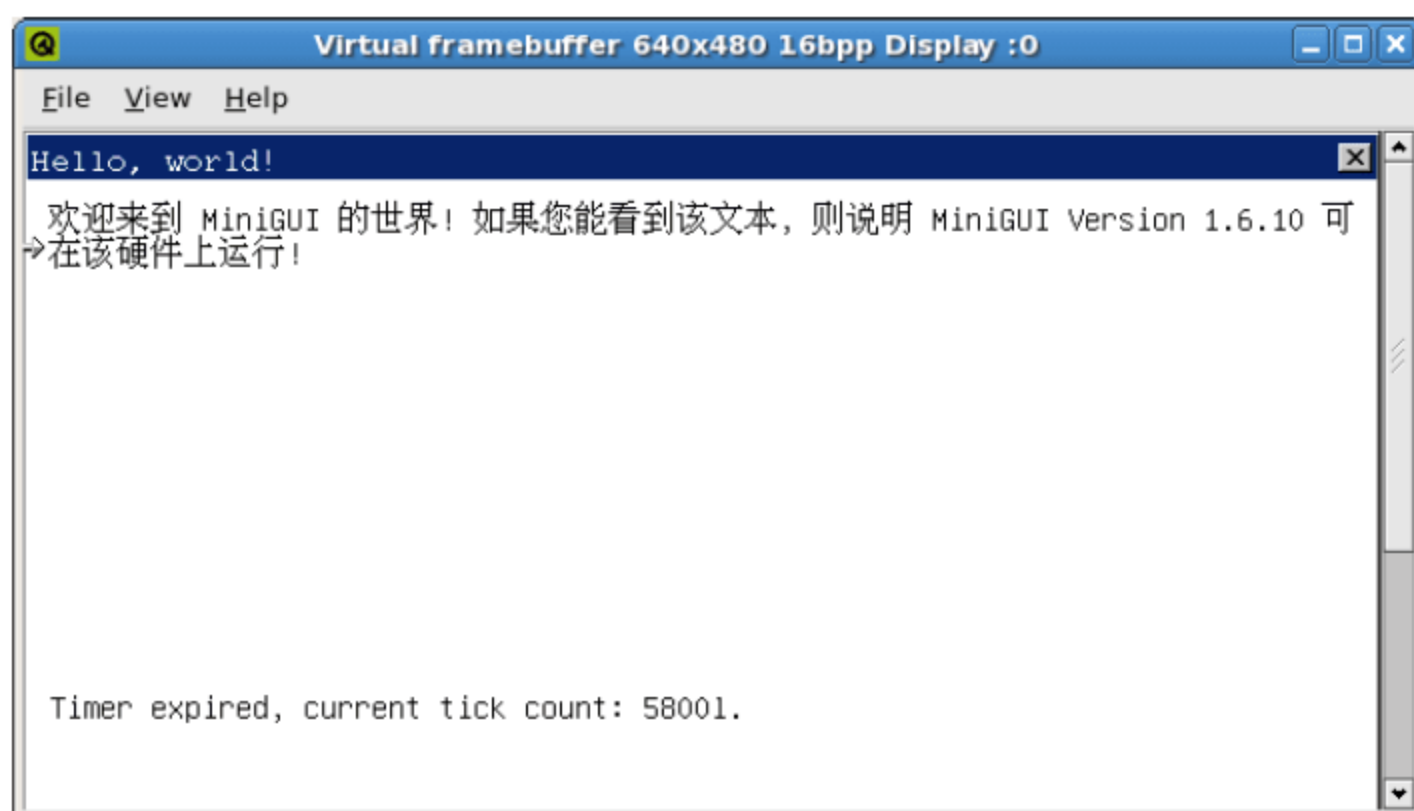 Virtual framebuffer 640x480 16bpp Display :0
File View Help
Hello, world!
欢迎来到 MiniGUI 的世界! 如果您能看到该文本, 则说明 MiniGUI Version 1.6.10 可
在该硬件上运行!
Timer expired, current tick count: 58001.